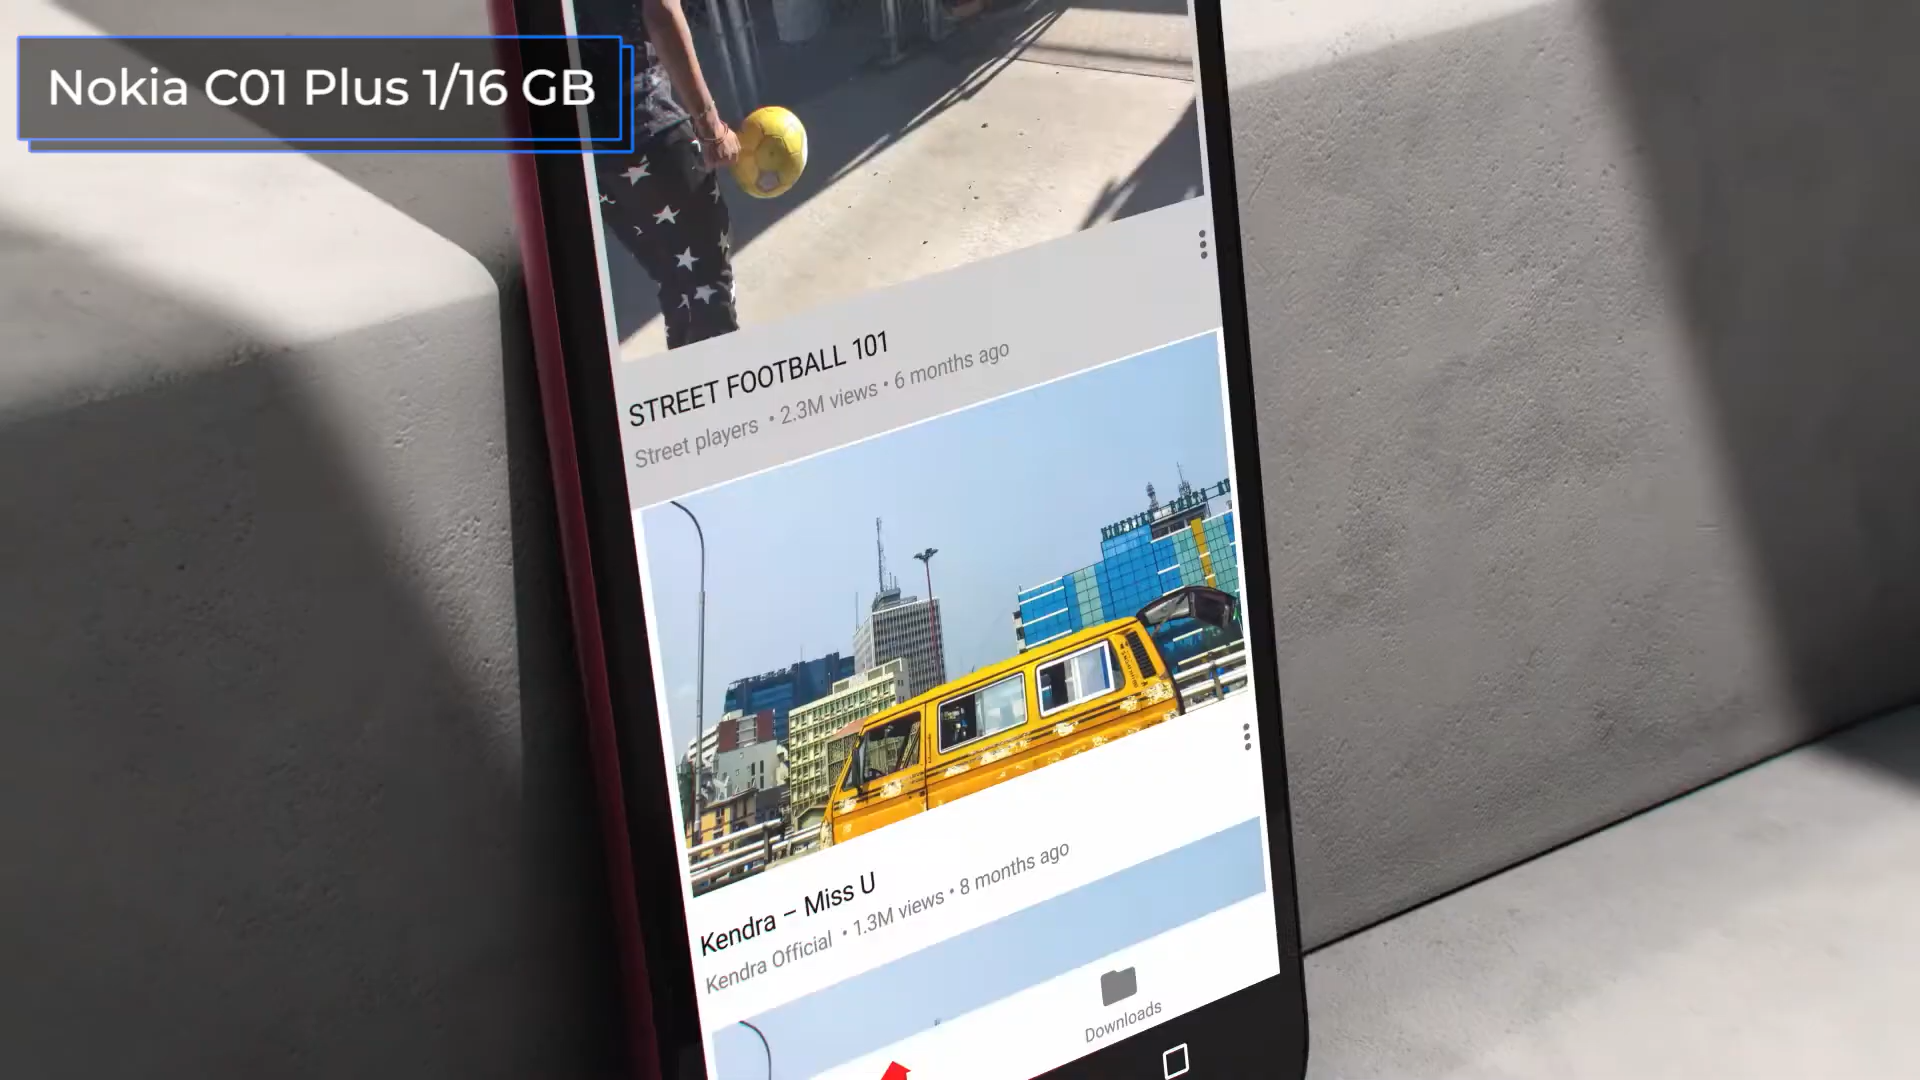 Nokia C01 Plus 1/16 GB
STREET FOOTBALL 101
Street players • 2.3M views • 6 months ago
Kendra – Miss U
Kendra Official • 1.3M views • 8 months ago
Downloads